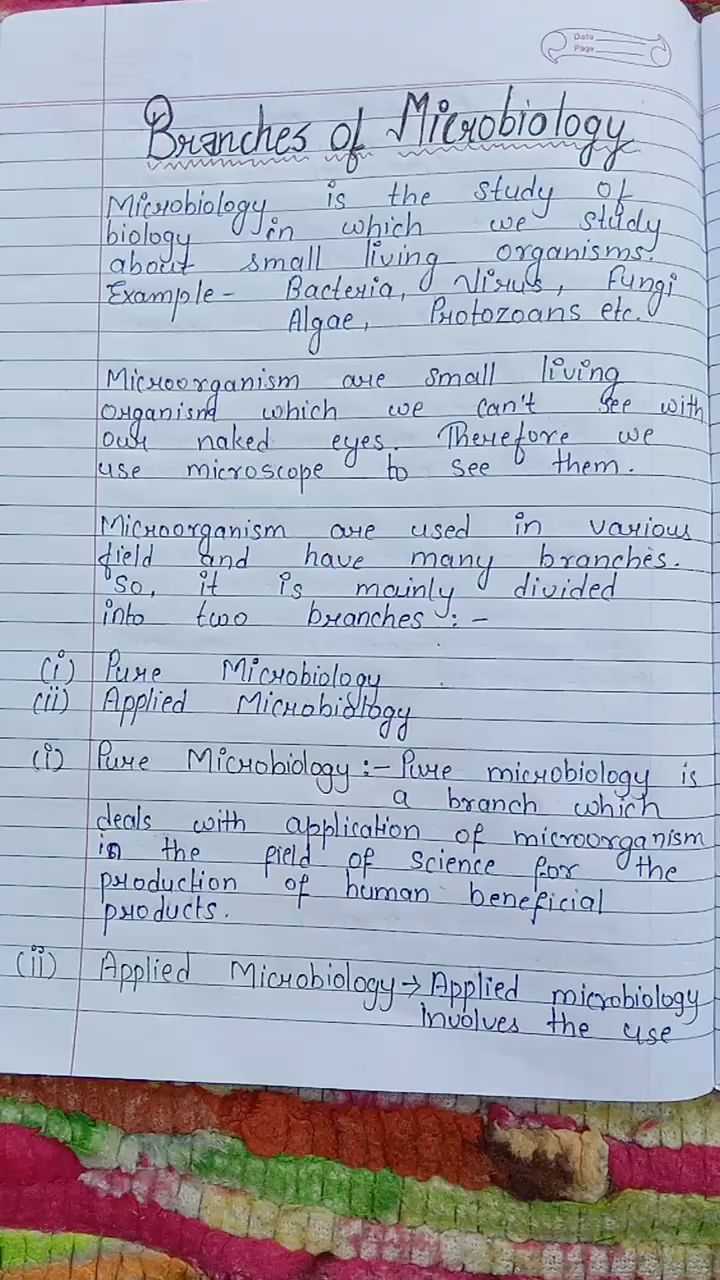 Date
Page
Branches of Microbiology
Microbiology is the study of
biology in which we study
about small living organisms.
Example - Bacteria, Virus, Fungi
Algae, Protozoans etc.
Microorganism are small living
organism which we can't see with
our naked eyes. Therefore we
use microscope to see them.
Microorganism are used in various
field and have many branches.
So, it is mainly divided
into two branches :-
(i) Pure Microbiology
(ii) Applied Microbiology
(i) Pure Microbiology :- Pure microbiology is
a branch which
deals with application of microorganism
in the field of science for the
production of human beneficial
products.
(ii) Applied Microbiology → Applied microbiology
involves the use